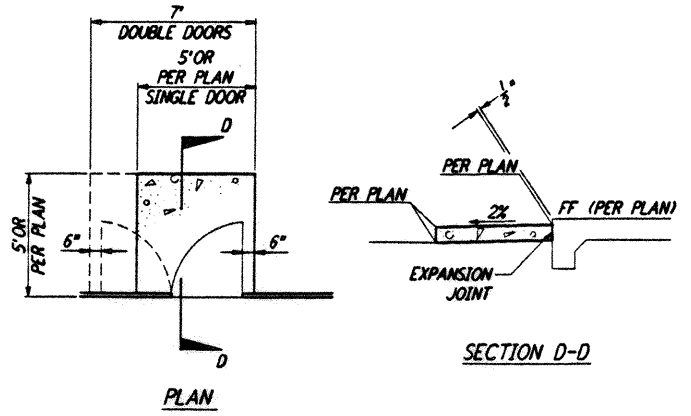 7'
DOUBLE DOORS
5'OR
PER PLAN
SINGLE DOOR
D
5'OR
PER PLAN
6"
6"
D
PLAN
1/2"
PER PLAN
PER PLAN
2%
FF (PER PLAN)
EXPANSION
JOINT
SECTION D-D